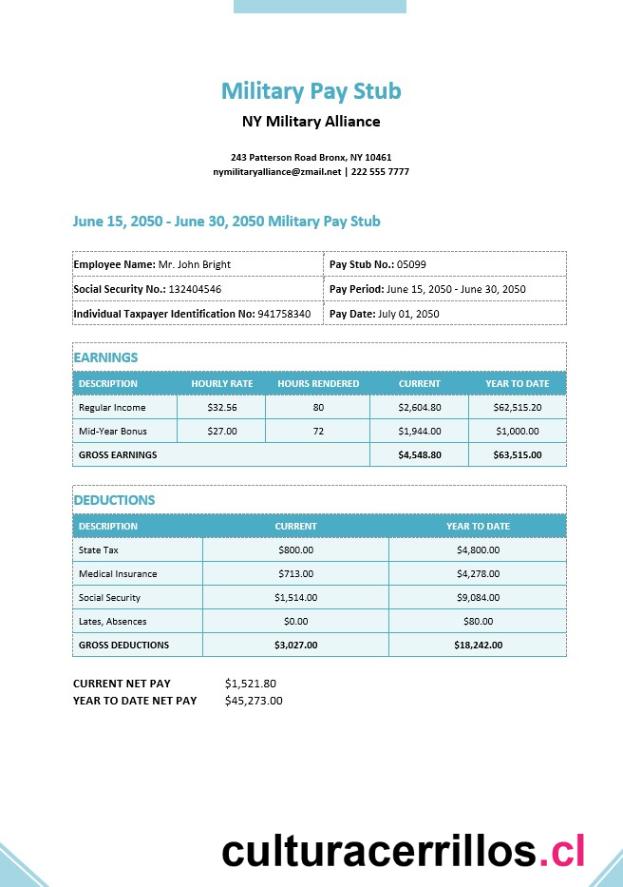 Military Pay Stub
NY Military Alliance
243 Patterson Road Bronx, NY 10461
nymilitaryalliance@zmail.net | 222 555 7777
June 15, 2050 - June 30, 2050 Military Pay Stub
Employee Name: Mr. John Bright Pay Stub No.: 05099
Social Security No.: 132404546 Pay Period: June 15, 2050 - June 30, 2050
Individual Taxpayer Identification No: 941758340 Pay Date: July 01, 2050
EARNINGS
DESCRIPTION HOURLY RATE HOURS RENDERED CURRENT YEAR TO DATE
Regular Income $32.56 80 $2,604.80 $62,515.20
Mid-Year Bonus $27.00 72 $1,944.00 $1,000.00
GROSS EARNINGS $4,548.80 $63,515.00
DEDUCTIONS
DESCRIPTION CURRENT YEAR TO DATE
State Tax $800.00 $4,800.00
Medical Insurance $713.00 $4,278.00
Social Security $1,514.00 $9,084.00
Lates, Absences $0.00 $80.00
GROSS DEDUCTIONS $3,027.00 $18,242.00
CURRENT NET PAY $1,521.80
YEAR TO DATE NET PAY $45,273.00
culturacerrillos.cl